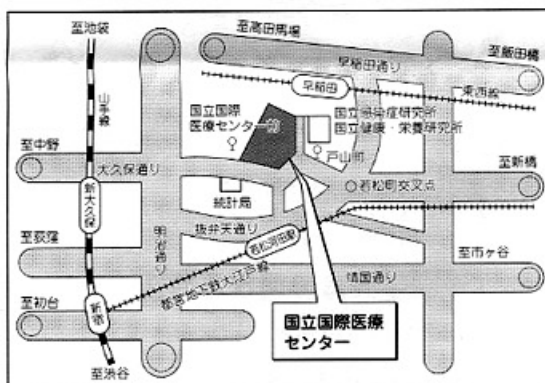 至池袋
至高田馬場
至飯田橋
早稲田通り
山手線
早稲田
東西線
国立国際
医療センター前
国立感染症研究所
国立健康・栄養研究所
至中野
戸山町
大久保通り
若松町交叉点
至新橋
新大久保
統計局
抜弁天通り
至荻窪
明治通り
若松河田駅
至市ヶ谷
都営地下鉄大江戸線
靖国通り
至初台
新宿
国立国際医療
センター
至渋谷